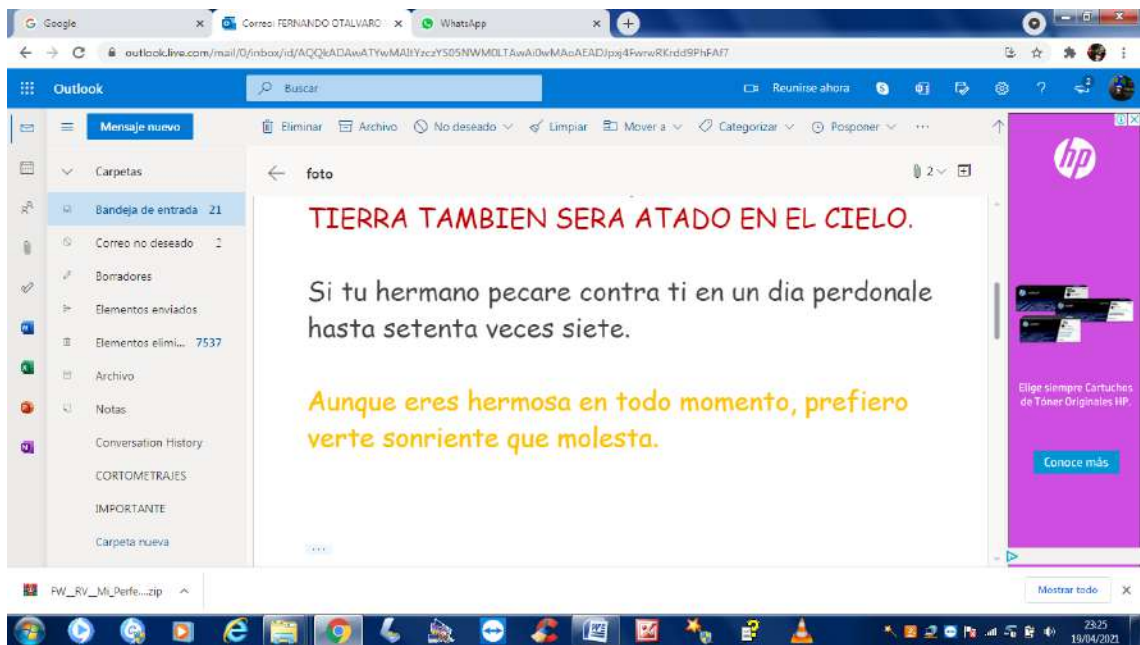 Google
Correo: FERNANDO OTALVARO
WhatsApp
Outlook
Buscar
Reunirse ahora
Mensaje nuevo
Eliminar Archivo No deseado Limpiar Mover a Categorizar Posponer
Carpetas
foto
2
Bandeja de entrada 21
Correo no deseado
Borradores
Elementos enviados
Elementos elimi... 7537
Archivo
Notas
Conversation History
CORTOMETRAJES
IMPORTANTE
Carpeta nueva
TIERRA TAMBIEN SERA ATADO EN EL CIELO.
Si tu hermano pecare contra ti en un dia perdonale
hasta setenta veces siete.
Aunque eres hermosa en todo momento, prefiero
verte sonriente que molesta.
hp
Elige siempre Cartuchos
de Tóner Originales HP.
Conoce más
FW__RV__Mi_Perfe....zip
Mostrar todo
23:25
19/04/2021